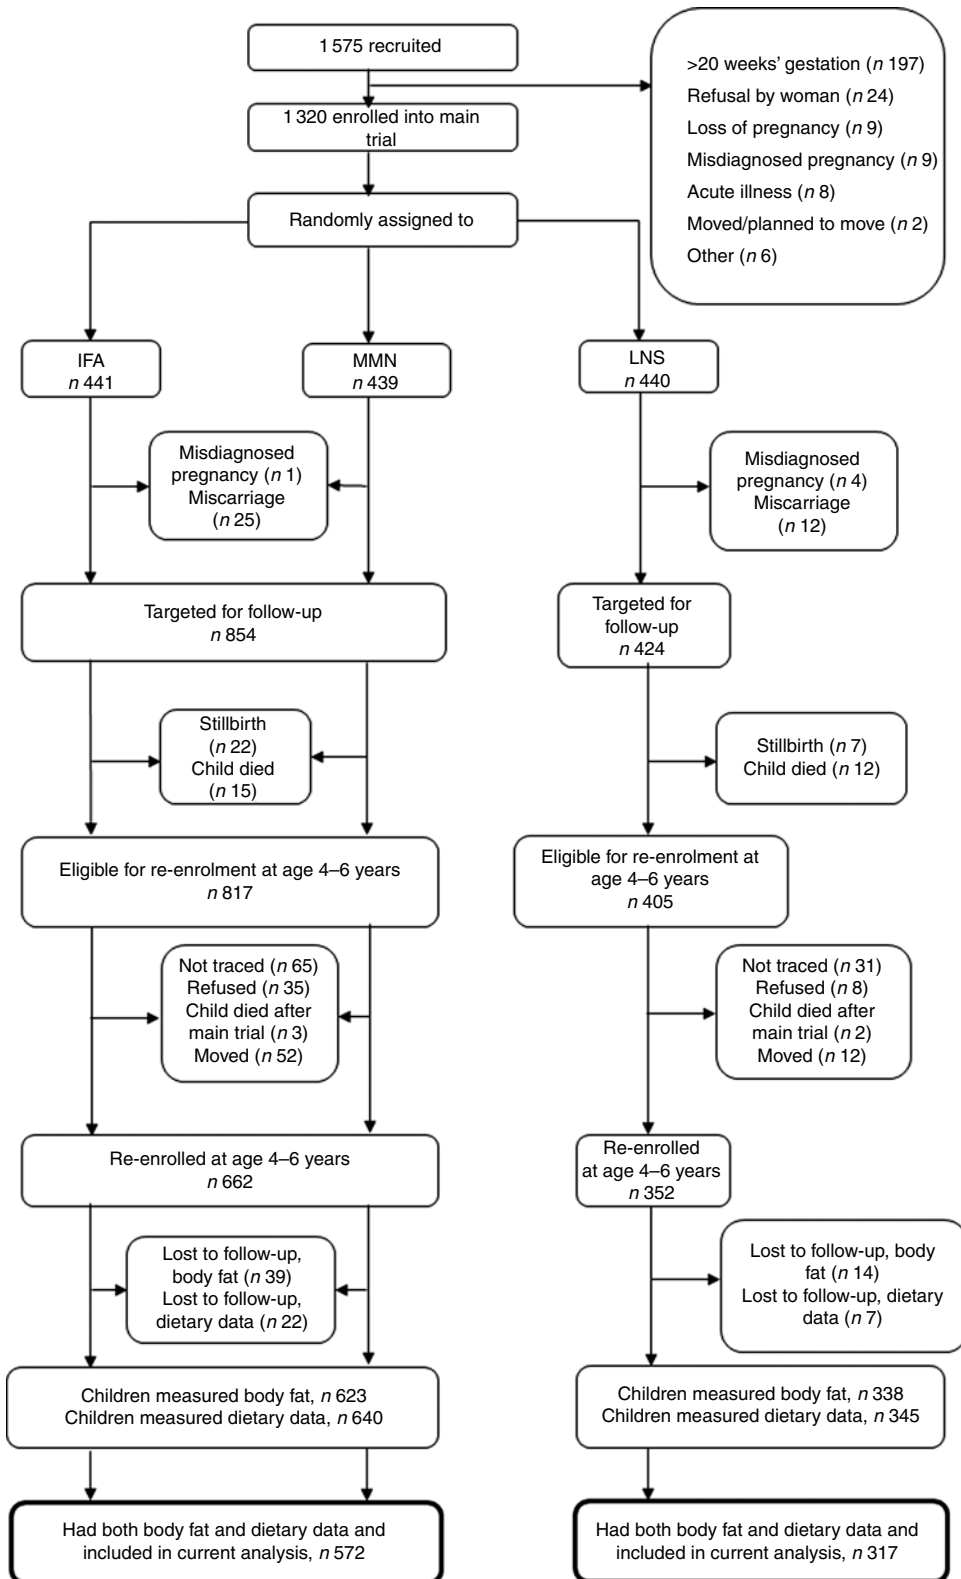 1575 recruited
>20 weeks’ gestation (n 197)
Refusal by woman (n 24)
Loss of pregnancy (n 9)
Misdiagnosed pregnancy (n 9)
Acute illness (n 8)
Moved/planned to move (n 2)
Other (n 6)
1320 enrolled into main
trial
Randomly assigned to
IFA
n 441
MMN
n 439
LNS
n 440
Misdiagnosed
pregnancy (n 1)
Miscarriage
(n 25)
Misdiagnosed
pregnancy (n 4)
Miscarriage
(n 12)
Targeted for follow-up
n 854
Targeted for
follow-up
n 424
Stillbirth
(n 22)
Child died
(n 15)
Stillbirth (n 7)
Child died (n 12)
Eligible for re-enrolment at age 4–6 years
n 817
Eligible for re-enrolment at
age 4–6 years
n 405
Not traced (n 65)
Refused (n 35)
Child died after
main trial (n 3)
Moved (n 52)
Not traced (n 31)
Refused (n 8)
Child died after
main trial (n 2)
Moved (n 12)
Re-enrolled at age 4–6 years
n 662
Re-enrolled
at age 4–6 years
n 352
Lost to follow-up,
body fat (n 39)
Lost to follow-up,
dietary data (n 22)
Lost to follow-up, body
fat (n 14)
Lost to follow-up, dietary
data (n 7)
Children measured body fat, n 623
Children measured dietary data, n 640
Children measured body fat, n 338
Children measured dietary data, n 345
Had both body fat and dietary data and
included in current analysis, n 572
Had both body fat and dietary data and
included in current analysis, n 317